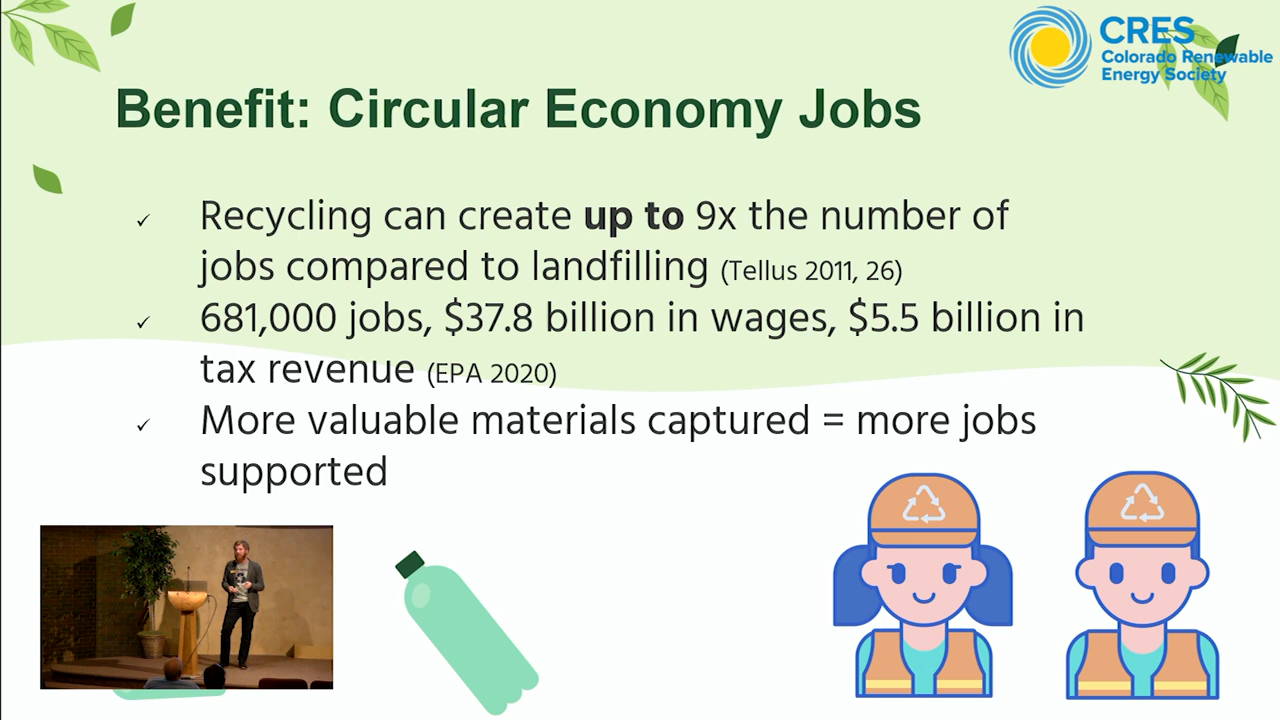 CRES
Colorado Renewable
Energy Society
Benefit: Circular Economy Jobs
✓ Recycling can create up to 9x the number of
jobs compared to landfilling (Tellus 2011, 26)
✓ 681,000 jobs, $37.8 billion in wages, $5.5 billion in
tax revenue (EPA 2020)
✓ More valuable materials captured = more jobs
supported